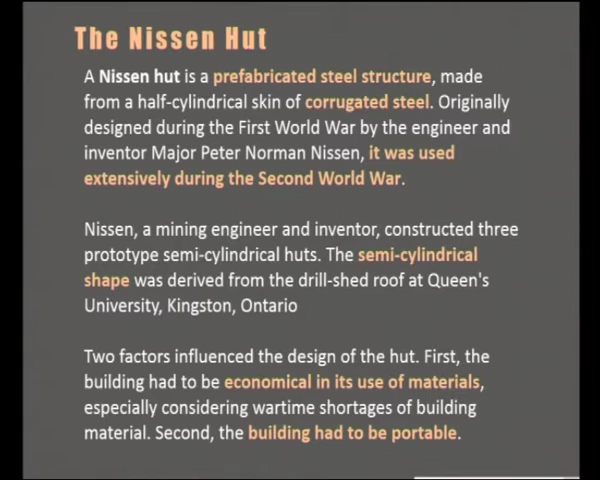 The Nissen Hut
A Nissen hut is a prefabricated steel structure, made
from a half-cylindrical skin of corrugated steel. Originally
designed during the First World War by the engineer and
inventor Major Peter Norman Nissen, it was used
extensively during the Second World War.
Nissen, a mining engineer and inventor, constructed three
prototype semi-cylindrical huts. The semi-cylindrical
shape was derived from the drill-shed roof at Queen's
University, Kingston, Ontario
Two factors influenced the design of the hut. First, the
building had to be economical in its use of materials,
especially considering wartime shortages of building
material. Second, the building had to be portable.